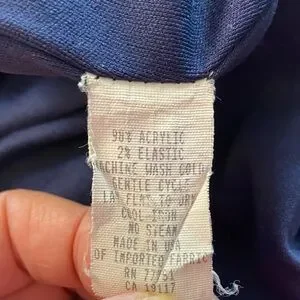 98% ACRYLIC
2% ELASTIC
MACHINE WASH COLD
GENTLE CYCLE
LAY FLAT TO DRY
COOL IRON
NO STEAM
MADE IN USA
OF IMPORTED FABRIC
RN
CA 19117